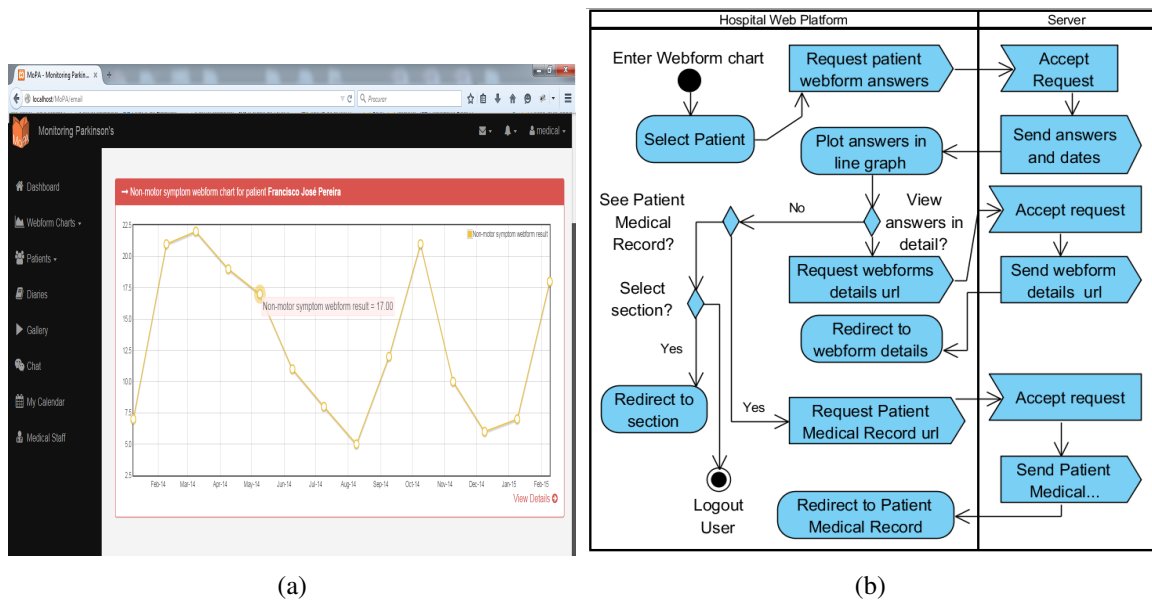 MoPA - Monitoring Parkin...
localhost/MoPA/email
Procurar
MoPA
Monitoring Parkinson's
medical
Dashboard
Webform Charts
Patients
Diaries
Gallery
Chat
My Calendar
Medical Staff
Non-motor symptom webform chart for patient Francisco José Pereira
22.5
20.0
17.5
15.0
12.5
10.0
7.5
5.0
2.5
Non-motor symptom webform result
Non-motor symptom webform result = 17.00
Feb-14 Mar-14 Apr-14 May-14 Jun-14 Jul-14 Aug-14 Sep-14 Oct-14 Nov-14 Dec-14 Jan-15 Feb-15
View Details
(a)
Hospital Web Platform
Server
Enter Webform chart
Request patient
webform answers
Accept
Request
Select Patient
Plot answers in
line graph
Send answers
and dates
See Patient
Medical
Record?
No
View
answers in
detail?
Accept request
Request webforms
details url
Send webform
details url
Select
section?
Redirect to
webform details
Yes
Redirect to
section
Yes
Request Patient
Medical Record url
Accept request
Send Patient
Medical...
Logout
User
Redirect to Patient
Medical Record
(b)